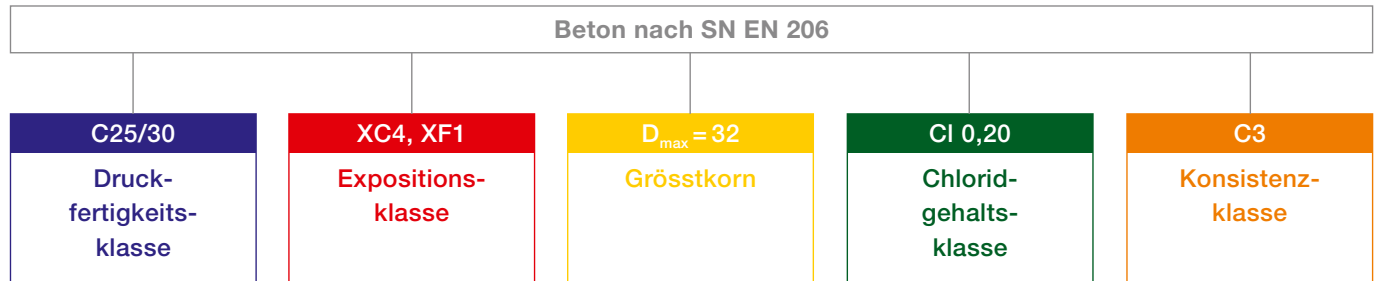 Beton nach SN EN 206
C25/30
Druck-
fertigkeits-
klasse
XC4, XF1
Expositions-
klasse
Dmax = 32
Grösstkorn
Cl 0,20
Chlorid-
gehalts-
klasse
C3
Konsistenz-
klasse